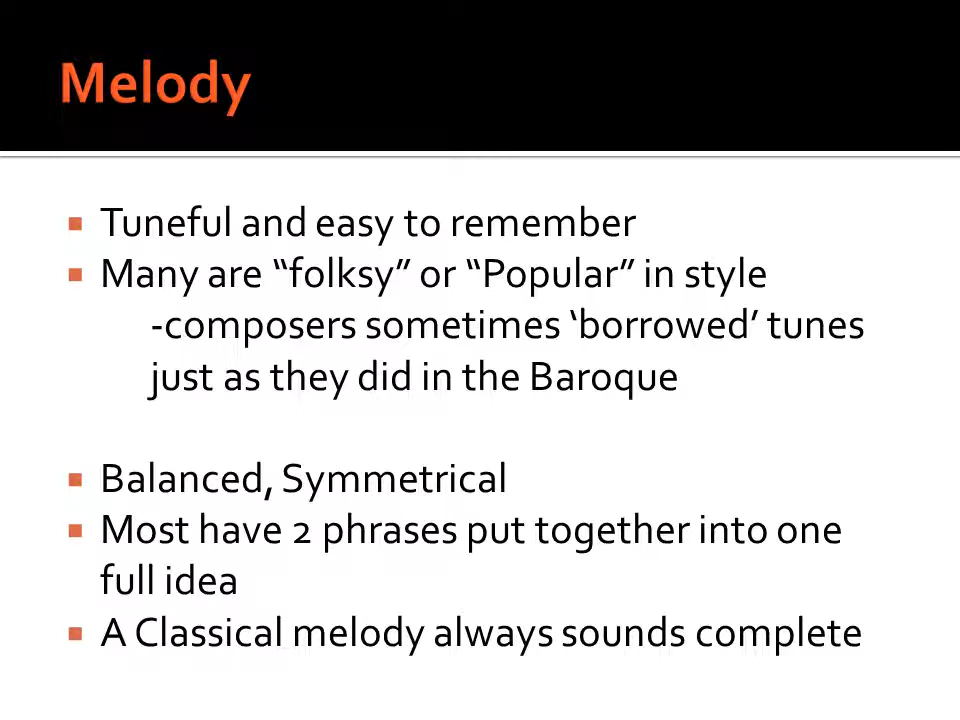 Melody
Tuneful and easy to remember
Many are “folksy” or “Popular” in style
-composers sometimes ‘borrowed’ tunes
just as they did in the Baroque
Balanced, Symmetrical
Most have 2 phrases put together into one
full idea
A Classical melody always sounds complete